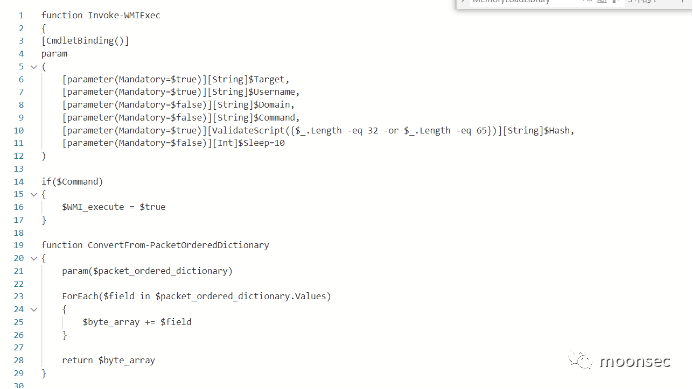 1 function Invoke-WMIExec
2 {
3 [CmdletBinding()]
4 param
5 (
6 [parameter(Mandatory=$true)][String]$Target,
7 [parameter(Mandatory=$true)][String]$Username,
8 [parameter(Mandatory=$false)][String]$Domain,
9 [parameter(Mandatory=$false)][String]$Command,
10 [parameter(Mandatory=$true)][ValidateScript({$_.Length -eq 32 -or $_.Length -eq 65})][String]$Hash,
11 [parameter(Mandatory=$false)][Int]$Sleep=10
12 )
13
14 if($Command)
15 {
16 $WMI_execute = $true
17 }
18
19 function ConvertFrom-PacketOrderedDictionary
20 {
21 param($packet_ordered_dictionary)
22
23 ForEach($field in $packet_ordered_dictionary.Values)
24 {
25 $byte_array += $field
26 }
27
28 return $byte_array
29 }
30
moonsec